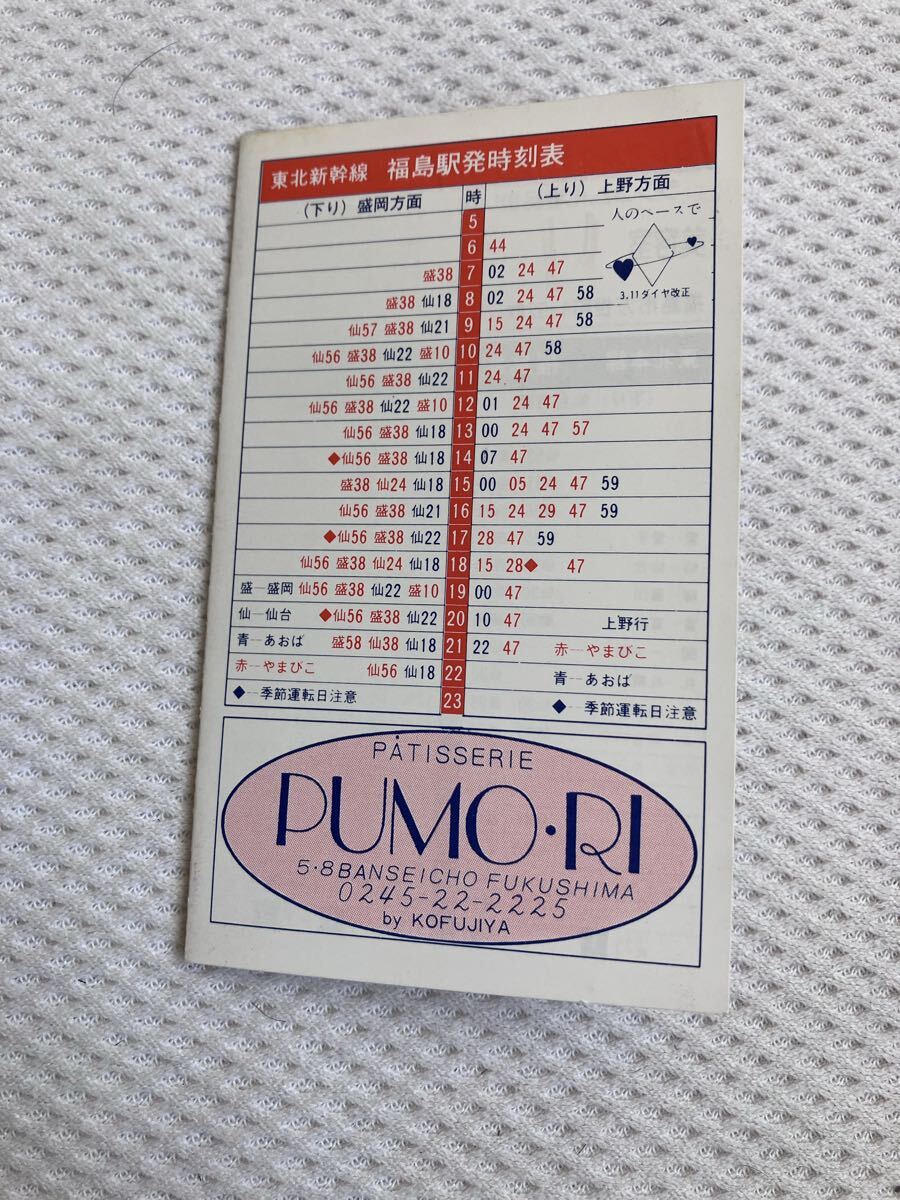 東北新幹線 福島駅発時刻表
(下り) 盛岡方面 時 (上り) 上野方面
人のペースで
5
6 44
盛38 7 02 24 47
3.11ダイヤ改正
盛38 仙18 8 02 24 47 58
仙57 盛38 仙21 9 15 24 47 58
仙56 盛38 仙22 盛10 10 24 47 58
仙56 盛38 仙22 11 24 47
仙56 盛38 仙22 盛10 12 01 24 47
仙56 盛38 仙18 13 00 24 47 57
◆仙56 盛38 仙18 14 07 47
盛38 仙24 仙18 15 00 05 24 47 59
仙56 盛38 仙21 16 15 24 29 47 59
◆仙56 盛38 仙22 17 28 47 59
仙56 盛38 仙24 仙18 18 15 28◆ 47
盛--盛岡 仙56 盛38 仙22 盛10 19 00 47
仙--仙台 ◆仙56 盛38 仙22 20 10 47 上野行
青--あおば 盛58 仙38 仙18 21 22 47 赤--やまびこ
赤--やまびこ 仙56 仙18 22 青--あおば
◆--季節運転日注意 23 ◆--季節運転日注意
PÂTISSERIE
PUMO・RI
5・8 BANSEICHO FUKUSHIMA
0245-22-2225
by KOFUJIYA